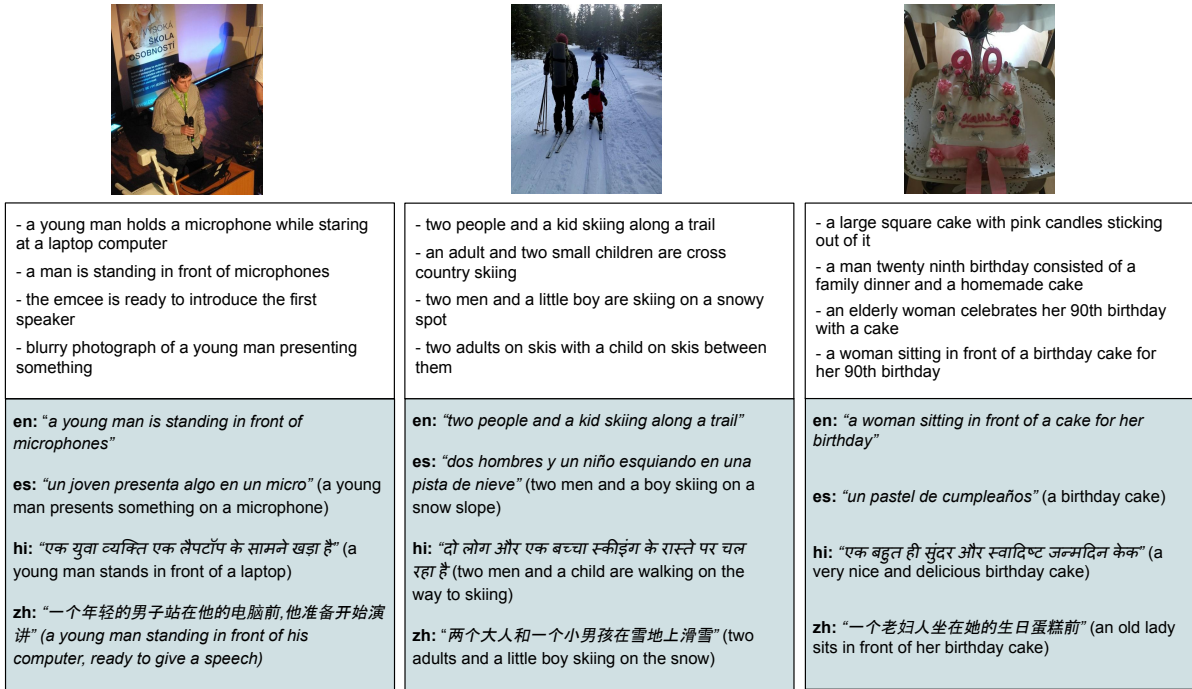 VYSOKÁ
ŠKOLA
OSOBNOSTÍ
90
Kathleen
- a young man holds a microphone while staring
at a laptop computer
- a man is standing in front of microphones
- the emcee is ready to introduce the first
speaker
- blurry photograph of a young man presenting
something
en: “a young man is standing in front of
microphones”
es: “un joven presenta algo en un micro” (a young
man presents something on a microphone)
hi: “एक युवा व्यक्ति एक लैपटॉप के सामने खड़ा है” (a
young man stands in front of a laptop)
zh: “一个年轻的男子站在他的电脑前,他准备开始演
讲” (a young man standing in front of his
computer, ready to give a speech)
- two people and a kid skiing along a trail
- an adult and two small children are cross
country skiing
- two men and a little boy are skiing on a snowy
spot
- two adults on skis with a child on skis between
them
en: “two people and a kid skiing along a trail”
es: “dos hombres y un niño esquiando en una
pista de nieve” (two men and a boy skiing on a
snow slope)
hi: “दो लोग और एक बच्चा स्कीइंग के रास्ते पर चल
रहा है (two men and a child are walking on the
way to skiing)
zh: “两个大人和一个小男孩在雪地上滑雪” (two
adults and a little boy skiing on the snow)
- a large square cake with pink candles sticking
out of it
- a man twenty ninth birthday consisted of a
family dinner and a homemade cake
- an elderly woman celebrates her 90th birthday
with a cake
- a woman sitting in front of a birthday cake for
her 90th birthday
en: “a woman sitting in front of a cake for her
birthday”
es: “un pastel de cumpleaños” (a birthday cake)
hi: “एक बहुत ही सुंदर और स्वादिष्ट जन्मदिन केक” (a
very nice and delicious birthday cake)
zh: “一个老妇人坐在她的生日蛋糕前” (an old lady
sits in front of her birthday cake)